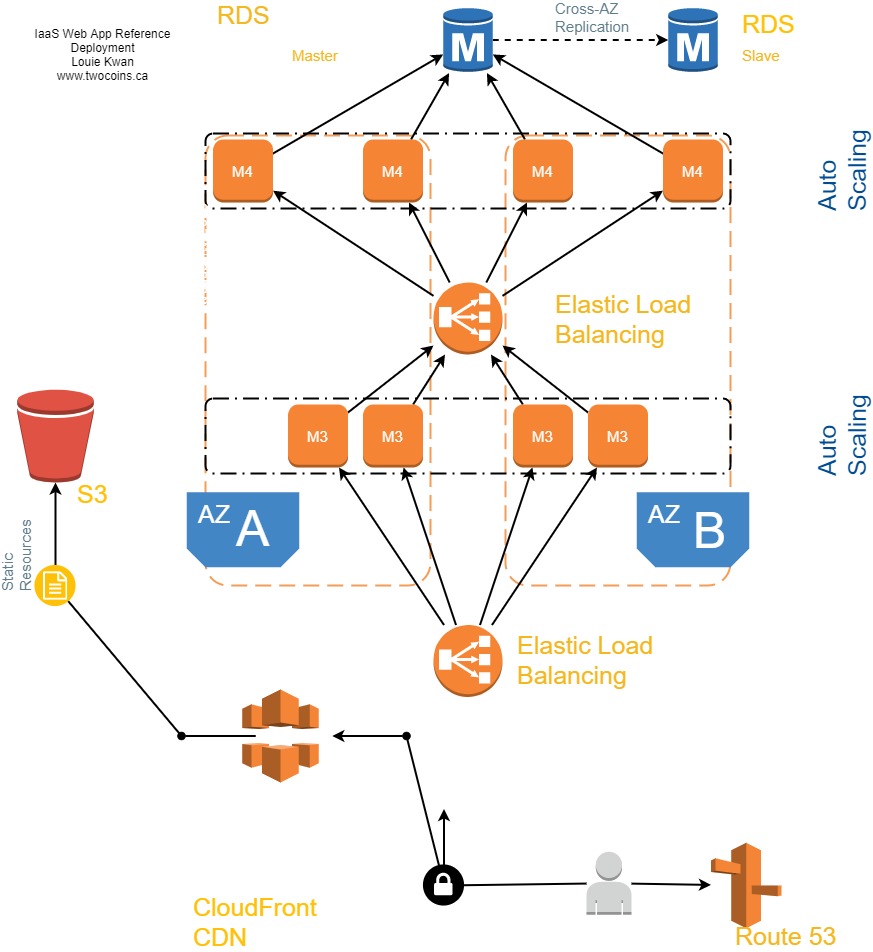 RDS
Cross-AZ
Replication
RDS
IaaS Web App Reference
Deployment
Louie Kwan
www.twocoins.ca
Master
M
M
Slave
M4
M4
M4
M4
Auto
Scaling
Elastic Load
Balancing
M3
M3
M3
M3
Auto
Scaling
S3
AZ A
AZ B
Static
Resources
Elastic Load
Balancing
CloudFront
CDN
Route 53